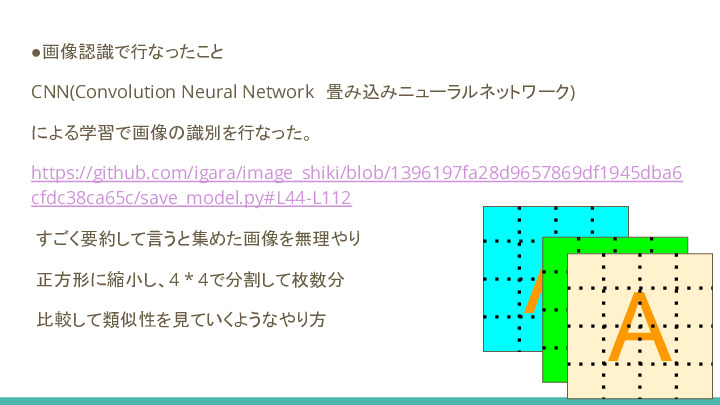 ●画像認識で行なったこと
CNN(Convolution Neural Network　畳み込みニューラルネットワーク)
による学習で画像の識別を行なった。
https://github.com/igara/image_shiki/blob/1396197fa28d9657869df1945dba6
cfdc38ca65c/save_model.py#L44-L112
すごく要約して言うと集めた画像を無理やり
正方形に縮小し、4 * 4で分割して枚数分
比較して類似性を見ていくようなやり方
A
A